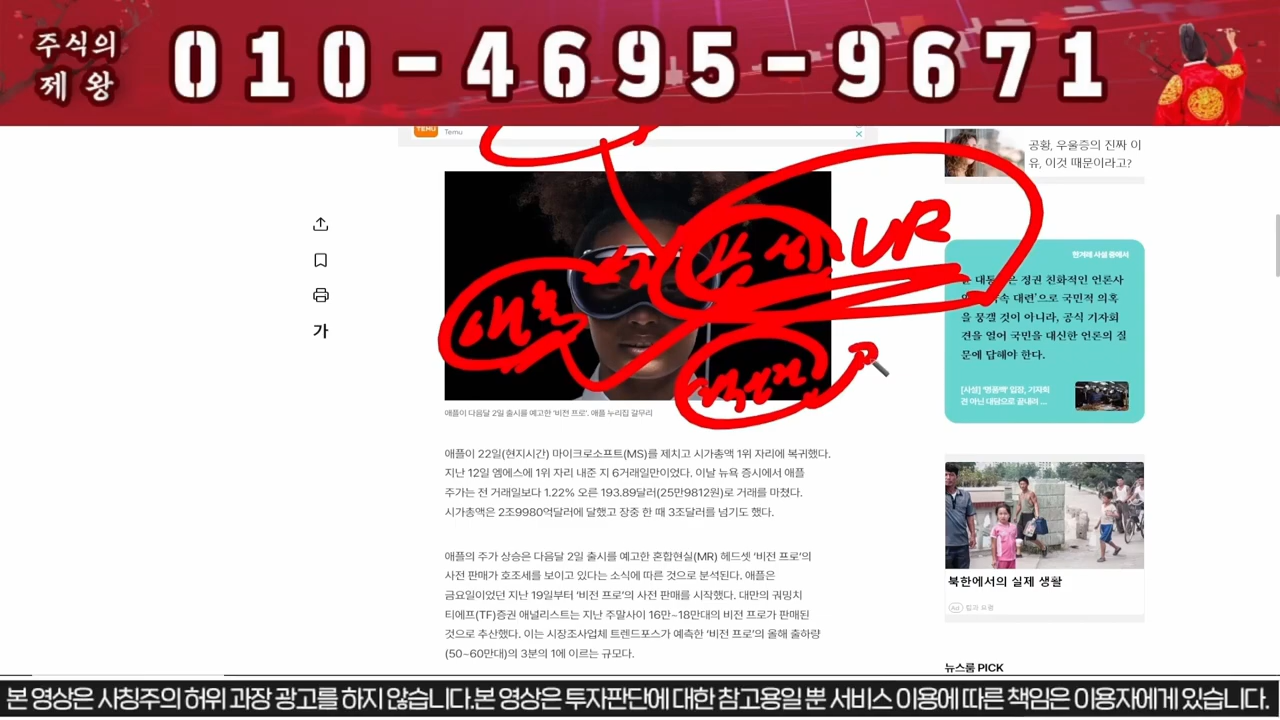 주식의
제왕
010-4695-9671
TEMU
Temu
공황, 우울증의 진짜 이
유, 이것 때문이라고?
애플
VR
가
한겨레 사설 중에서
대통 은 정권 친화적인 언론사
속 대련'으로 국민적 의혹
을 뭉갤 것이 아니라, 공식 기자회
견을 열어 국민을 대신한 언론의 질
문에 답해야 한다.
[사설] '명품백' 입장, 기자회
견 아닌 대담으로 끝내려 ...
애플이 다음달 2일 출시를 예고한 '비전 프로'. 애플 누리집 갈무리
애플이 22일(현지시간) 마이크로소프트(MS)를 제치고 시가총액 1위 자리에 복귀했다.
지난 12일 엠에스에 1위 자리 내준 지 6거래일만이었다. 이날 뉴욕 증시에서 애플
주가는 전 거래일보다 1.22% 오른 193.89달러(25만9812원)로 거래를 마쳤다.
시가총액은 2조9980억달러에 달했고 장중 한 때 3조달러를 넘기도 했다.
애플의 주가 상승은 다음달 2일 출시를 예고한 혼합현실(MR) 헤드셋 '비전 프로'의
사전 판매가 호조세를 보이고 있다는 소식에 따른 것으로 분석된다. 애플은
금요일이었던 지난 19일부터 '비전 프로'의 사전 판매를 시작했다. 대만의 궈밍치
티에프(TF)증권 애널리스트는 지난 주말사이 16만~18만대의 비전 프로가 판매된
것으로 추산했다. 이는 시장조사업체 트렌드포스가 예측한 '비전 프로'의 올해 출하량
(50~60만대)의 3분의 1에 이르는 규모다.
북한에서의 실제 생활
Ad
뉴스룸 PICK
본 영상은 사칭주의 허위 과장 광고를 하지 않습니다.본 영상은 투자판단에 대한 참고용일 뿐 서비스 이용에 따른 책임은 이용자에게 있습니다.